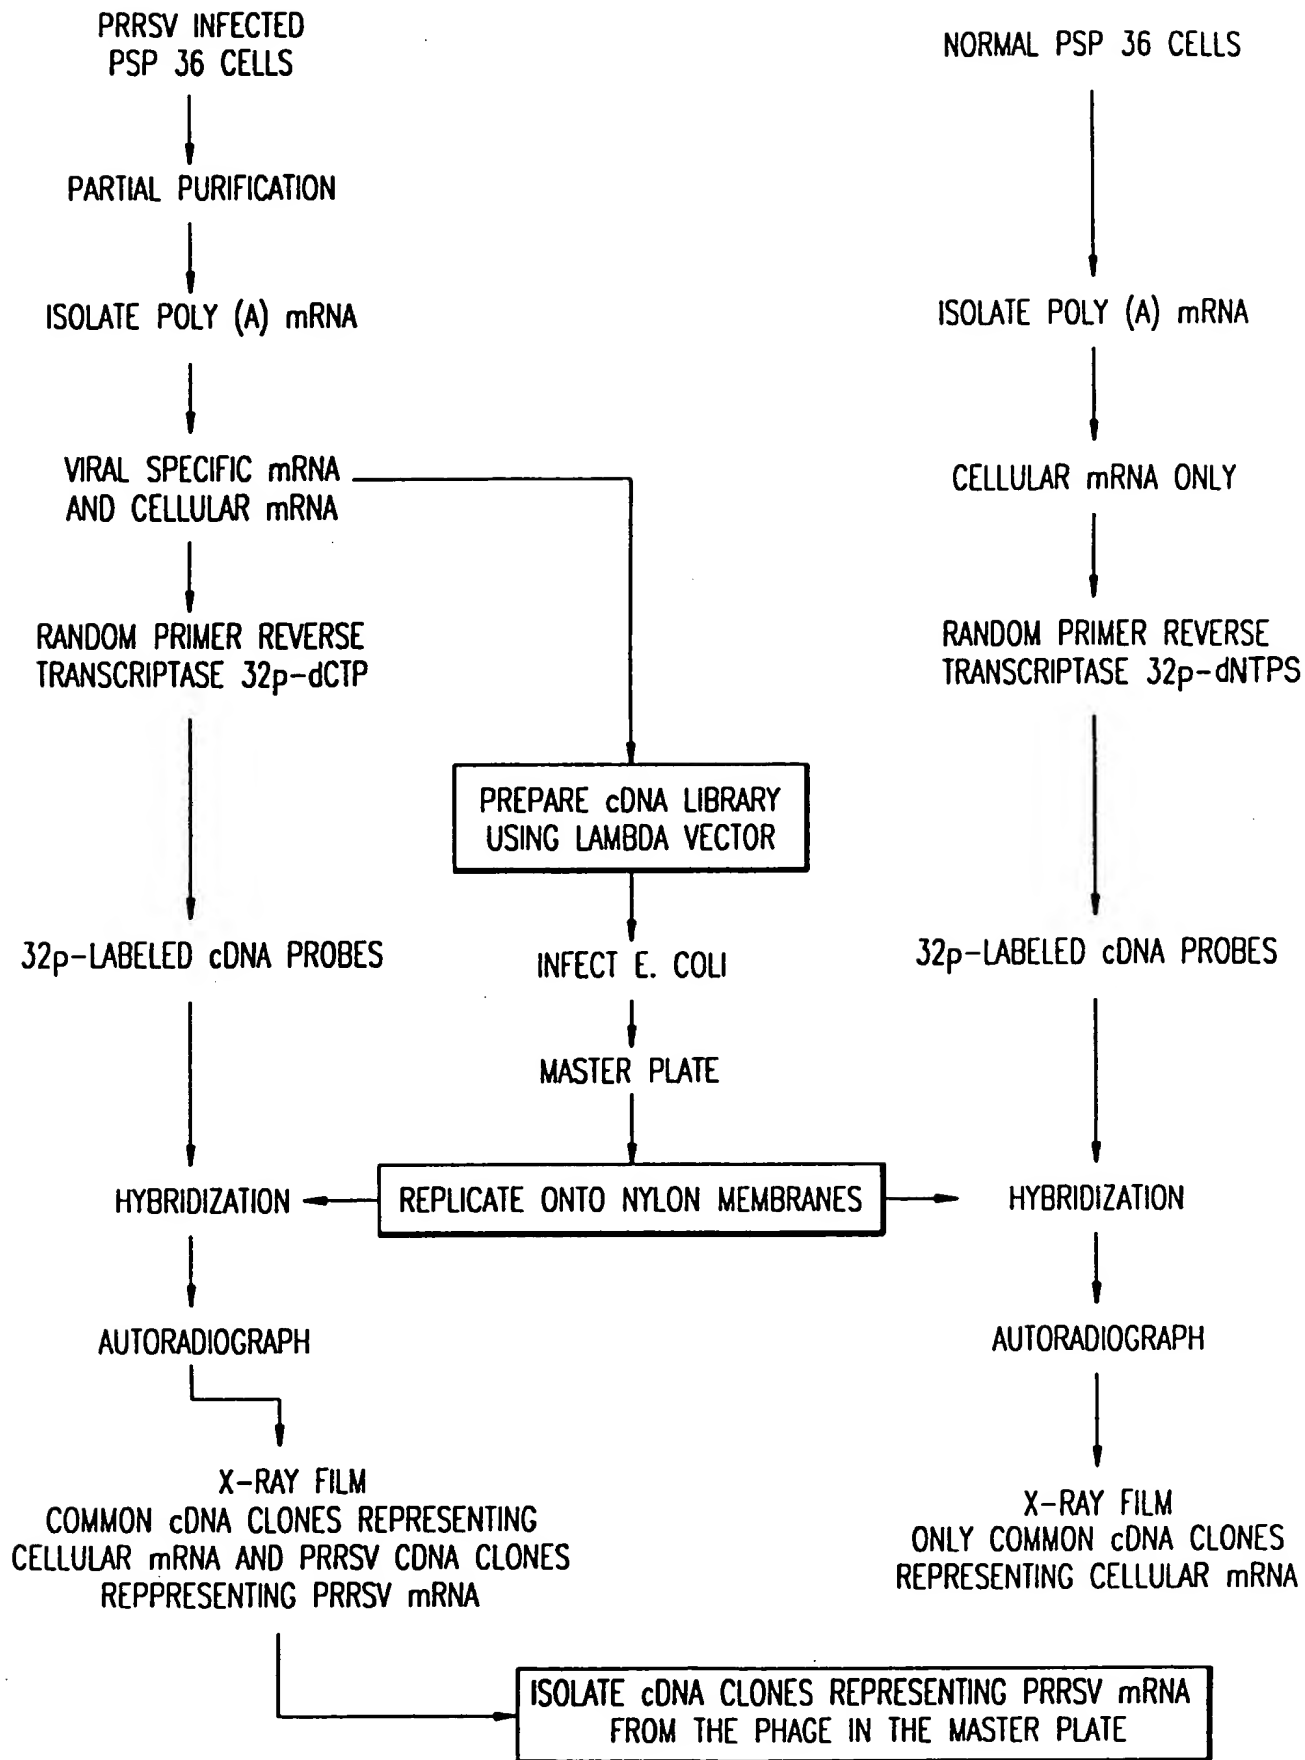 PRRSV INFECTED
PSP 36 CELLS
PARTIAL PURIFICATION
ISOLATE POLY (A) mRNA
VIRAL SPECIFIC mRNA
AND CELLULAR mRNA
RANDOM PRIMER REVERSE
TRANSCRIPTASE 32p-dCTP
32p-LABELED cDNA PROBES
HYBRIDIZATION
AUTORADIOGRAPH
X-RAY FILM
COMMON cDNA CLONES REPRESENTING
CELLULAR mRNA AND PRRSV CDNA CLONES
REPPRESENTING PRRSV mRNA
PREPARE cDNA LIBRARY
USING LAMBDA VECTOR
INFECT E. COLI
MASTER PLATE
REPLICATE ONTO NYLON MEMBRANES
NORMAL PSP 36 CELLS
ISOLATE POLY (A) mRNA
CELLULAR mRNA ONLY
RANDOM PRIMER REVERSE
TRANSCRIPTASE 32p-dNTPS
32p-LABELED cDNA PROBES
HYBRIDIZATION
AUTORADIOGRAPH
X-RAY FILM
ONLY COMMON cDNA CLONES
REPRESENTING CELLULAR mRNA
ISOLATE cDNA CLONES REPRESENTING PRRSV mRNA
FROM THE PHAGE IN THE MASTER PLATE